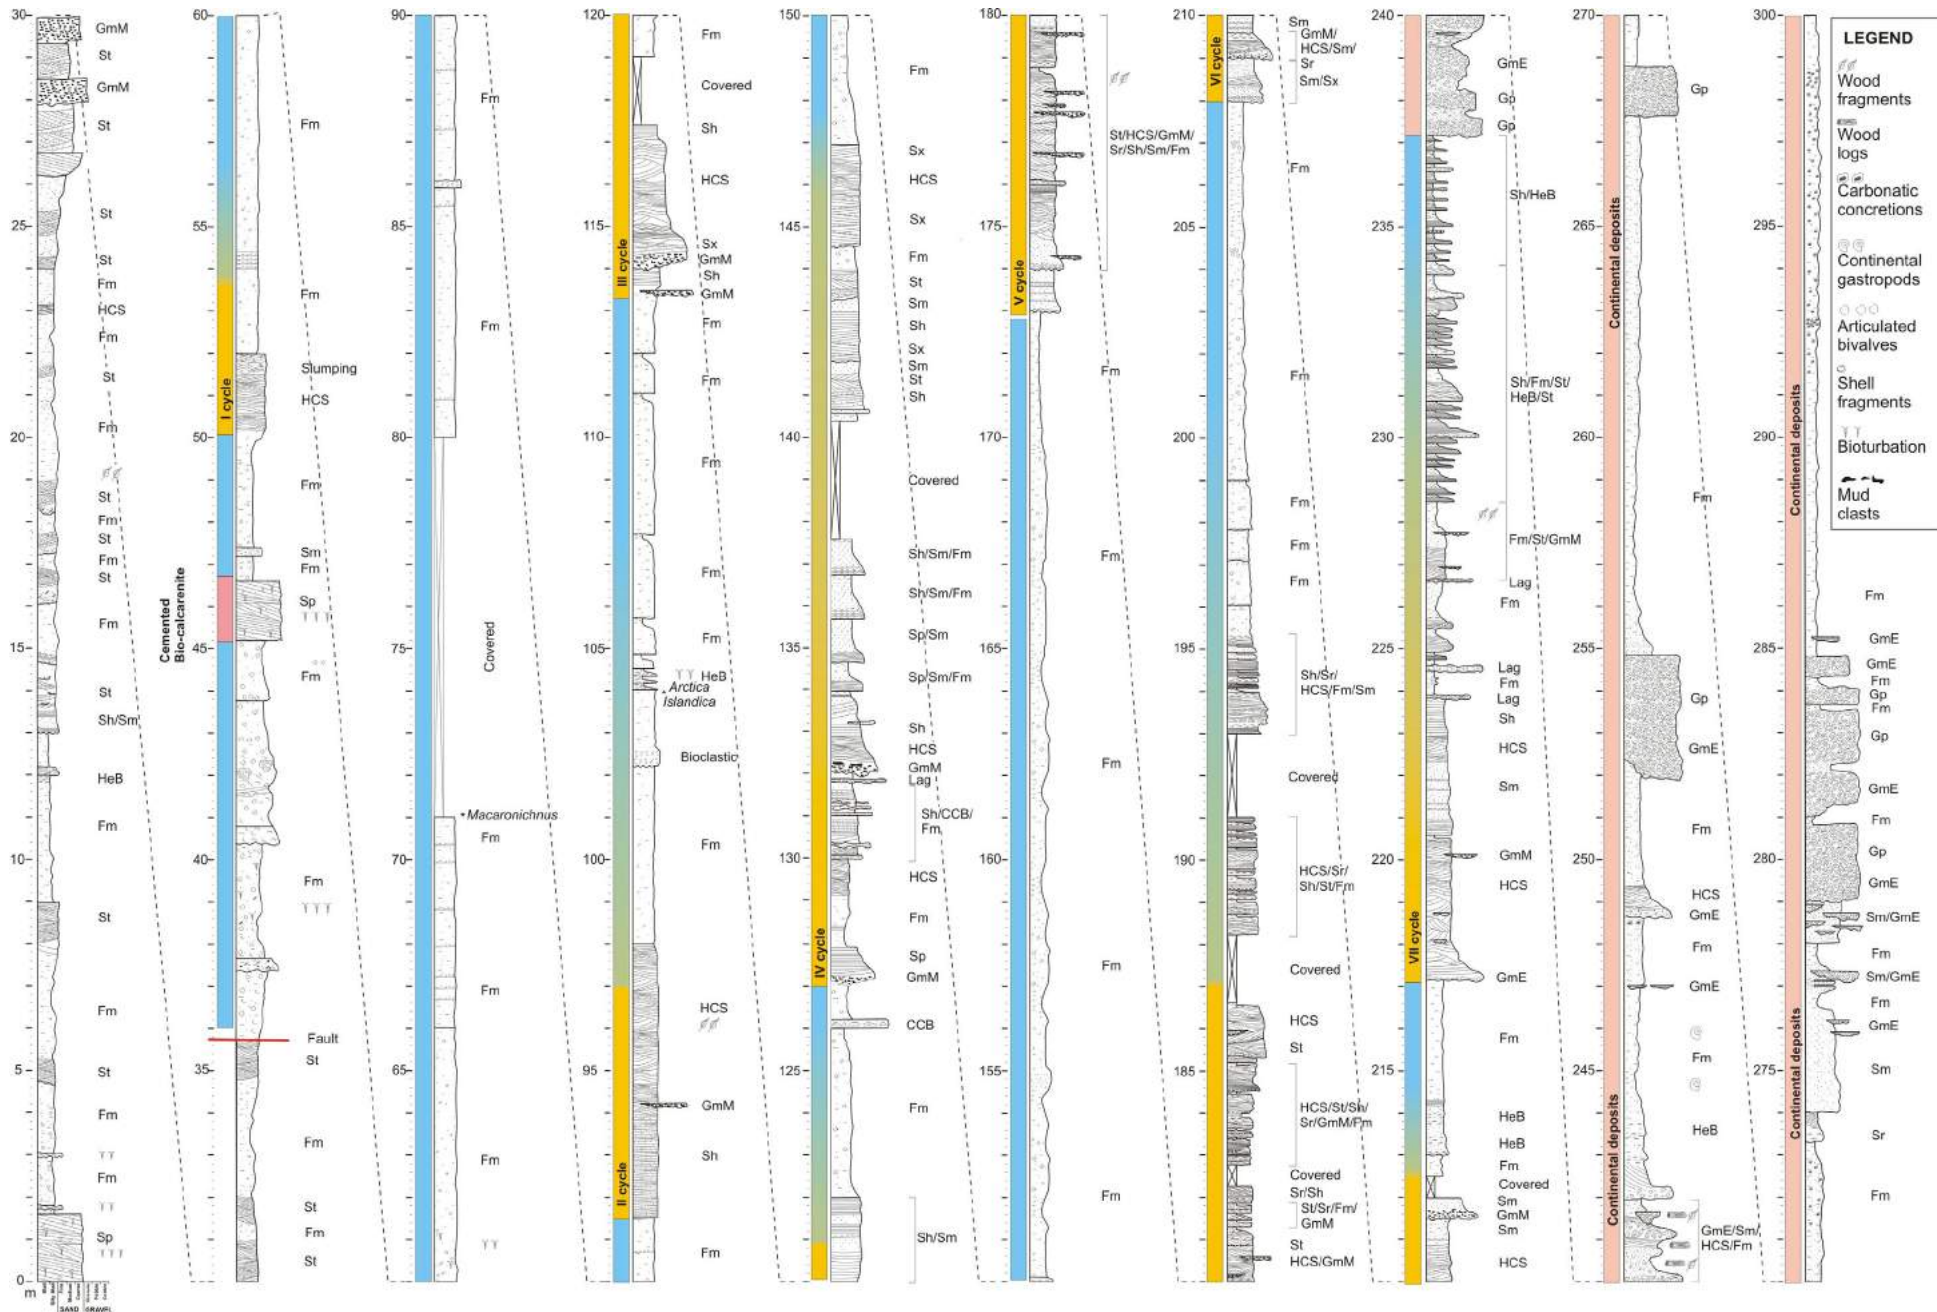 30
GmM
St
GmM
St
25
St
St
Fm
HCS
Fm
St
20
Fm
St
Fm
St
Fm
St
15
Fm
St
Sh/Sm
HeB
10
Fm
St
Fm
5
St
Fm
Fm
Sp
0
m
SAND
GRAVEL
60
Fm
55
Fm
I cycle
Slumping
HCS
50
Fm
Sm
Fm
Sp
Cemented
Bio-calcarenite
45
Fm
40
Fm
Fault
St
35
Fm
St
Fm
St
90
Fm
85
Fm
80
Covered
75
*Macaronichnus
70
Fm
Fm
65
Fm
120
Fm
Covered
Sh
HCS
115
III cycle
Sx
GmM
Sh
GmM
Fm
Fm
110
Fm
Fm
105
Fm
HeB
*Arctica
Islandica
Bioclastic
100
Fm
HCS
95
GmM
Sh
II cycle
Fm
150
Fm
Sx
HCS
145
Sx
Fm
St
Sm
Sh
Sx
Sm
St
Sh
140
Covered
Sh/Sm/Fm
Sh/Sm/Fm
135
Sp/Sm
Sp/Sm/Fm
Sh
HCS
GmM
Lag
Sh/CCB/
Fm
130
HCS
Fm
IV cycle
Sp
GmM
CCB
125
Fm
Sh/Sm
180
St/HCS/GmM/
Sr/Sh/Sm/Fm
175
V cycle
Fm
170
Fm
165
Fm
160
Fm
155
Fm
210
Sm
GmM/
HCS/Sm/
Sr
Sm/Sx
VI cycle
Fm
205
Fm
200
Fm
Fm
Fm
195
Sh/Sr/
HCS/Fm/Sm
Covered
190
HCS/Sr/
Sh/St/Fm
Covered
HCS
St
185
HCS/St/Sh/
Sr/GmM/Fm
Covered
Sr/Sh
St/Sr/Fm/
GmM
St
HCS/GmM
240
GmE
Gp
Gp
Sh/HeB
235
Sh/Fm/St/
HeB/St
230
Fm/St/GmM
Lag
Fm
225
Lag
Fm
Lag
Sh
HCS
Sm
220
GmM
HCS
VII cycle
GmE
Fm
215
HeB
HeB
Fm
Covered
Sm
GmM
Sm
HCS
270
Gp
265
Continental deposits
260
Fm
255
Gp
GmE
Fm
250
HCS
GmE
Fm
GmE
Fm
245
HeB
Continental deposits
GmE/Sm/
HCS/Fm
300
295
290
Continental deposits
Fm
285
GmE
GmE
Fm
Gp
Fm
Gp
GmE
Fm
280
Gp
GmE
Sm/GmE
Fm
Sm/GmE
Fm
GmE
275
Sm
Continental deposits
Sr
Fm
LEGEND
Wood
fragments
Wood
logs
Carbonatic
concretions
Continental
gastropods
Articulated
bivalves
Shell
fragments
Bioturbation
Mud
clasts